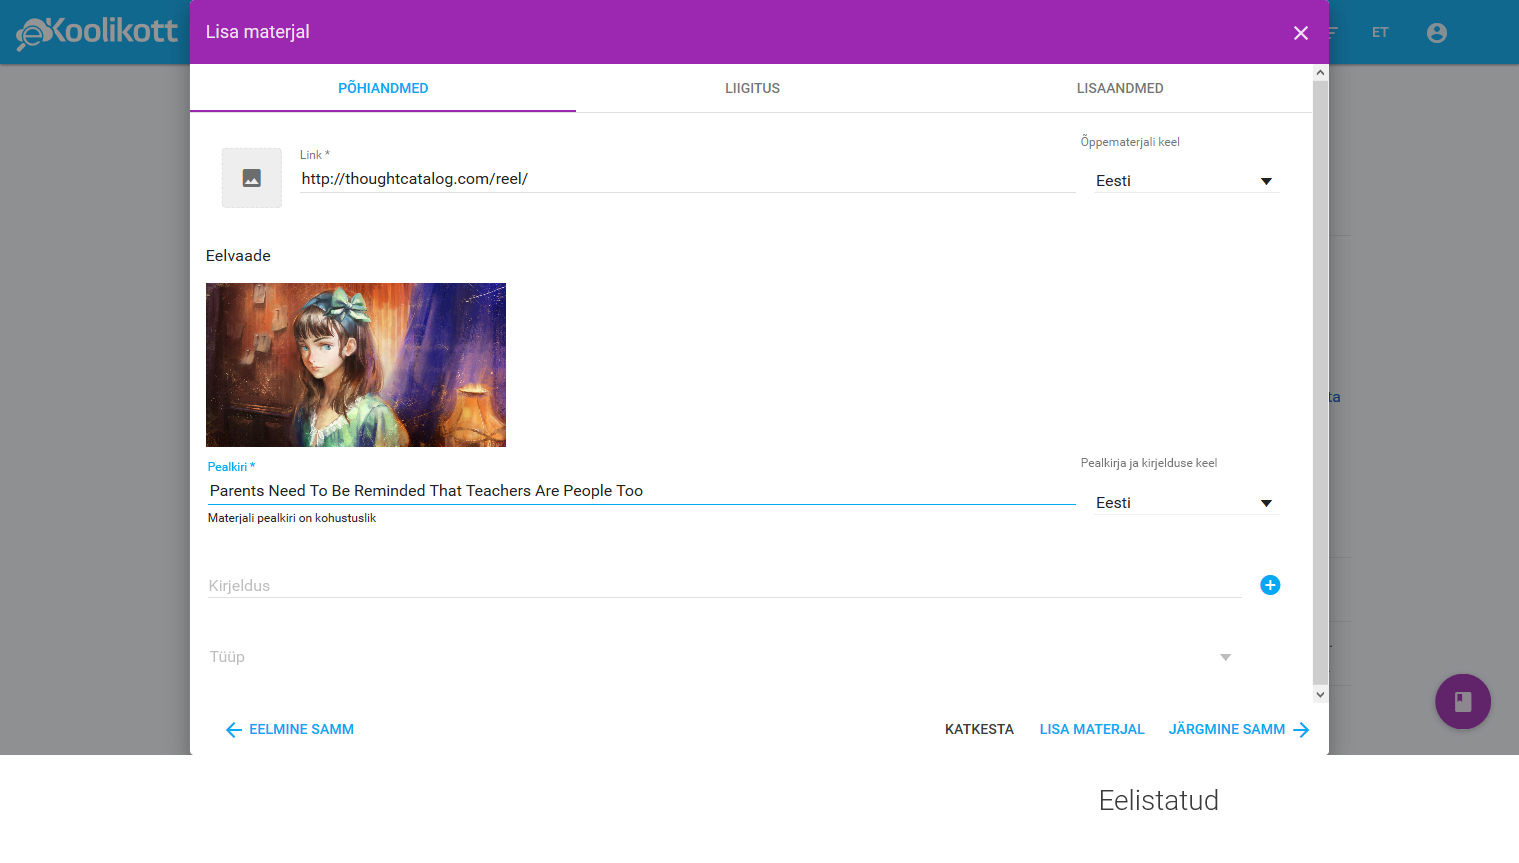 eKoolikott
Lisa materjal
ET
PÕHIANDMED
LIIGITUS
LISAANDMED
Link *
http://thoughtcatalog.com/reel/
Õppematerjali keel
Eesti
Eelvaade
ta
Pealkiri *
Parents Need To Be Reminded That Teachers Are People Too
Materjali pealkiri on kohustuslik
Pealkirja ja kirjelduse keel
Eesti
Kirjeldus
Tüüp
EELMINE SAMM
KATKESTA
LISA MATERJAL
JÄRGMINE SAMM
Eelistatud